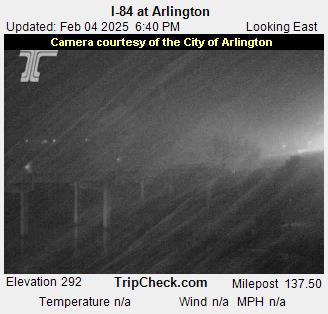 I-84 at Arlington
Updated: Feb 04 2025 6:40 PM Looking East
Camera courtesy of the City of Arlington
Elevation 292 TripCheck.com Milepost 137.50
Temperature n/a Wind n/a MPH n/a